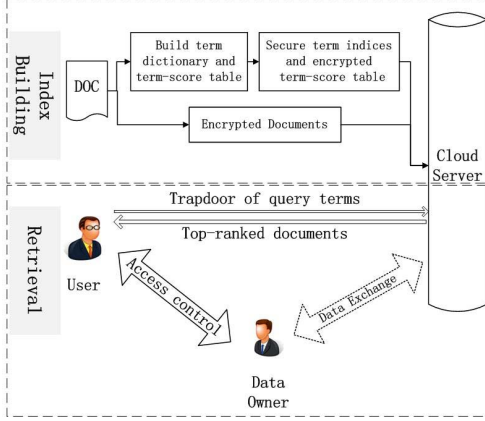 Index
Building
DOC
Build term
dictionary and
term-score table
Secure term indices
and encrypted
term-score table
Encrypted Documents
Cloud
Server
Retrieval
Trapdoor of query terms
Top-ranked documents
User
Access control
Data Exchange
Data
Owner